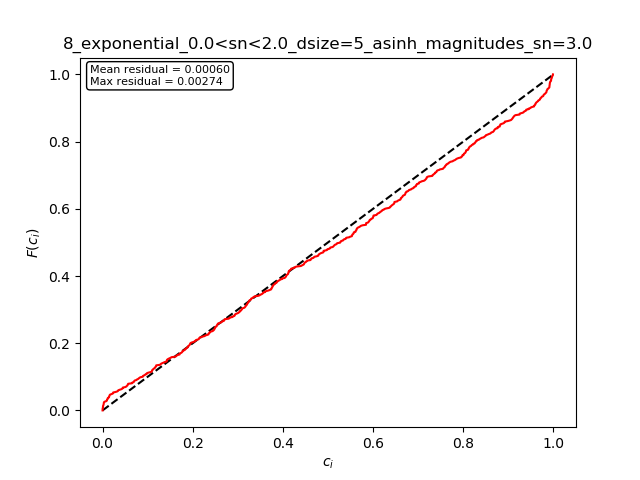 8_exponential_0.0<sn<2.0_dsize=5_asinh_magnitudes_sn=3.0
Mean residual = 0.00060
Max residual = 0.00274
1.0
0.8
0.6
0.4
0.2
0.0
F(c_i)
0.0 0.2 0.4 0.6 0.8 1.0
c_i